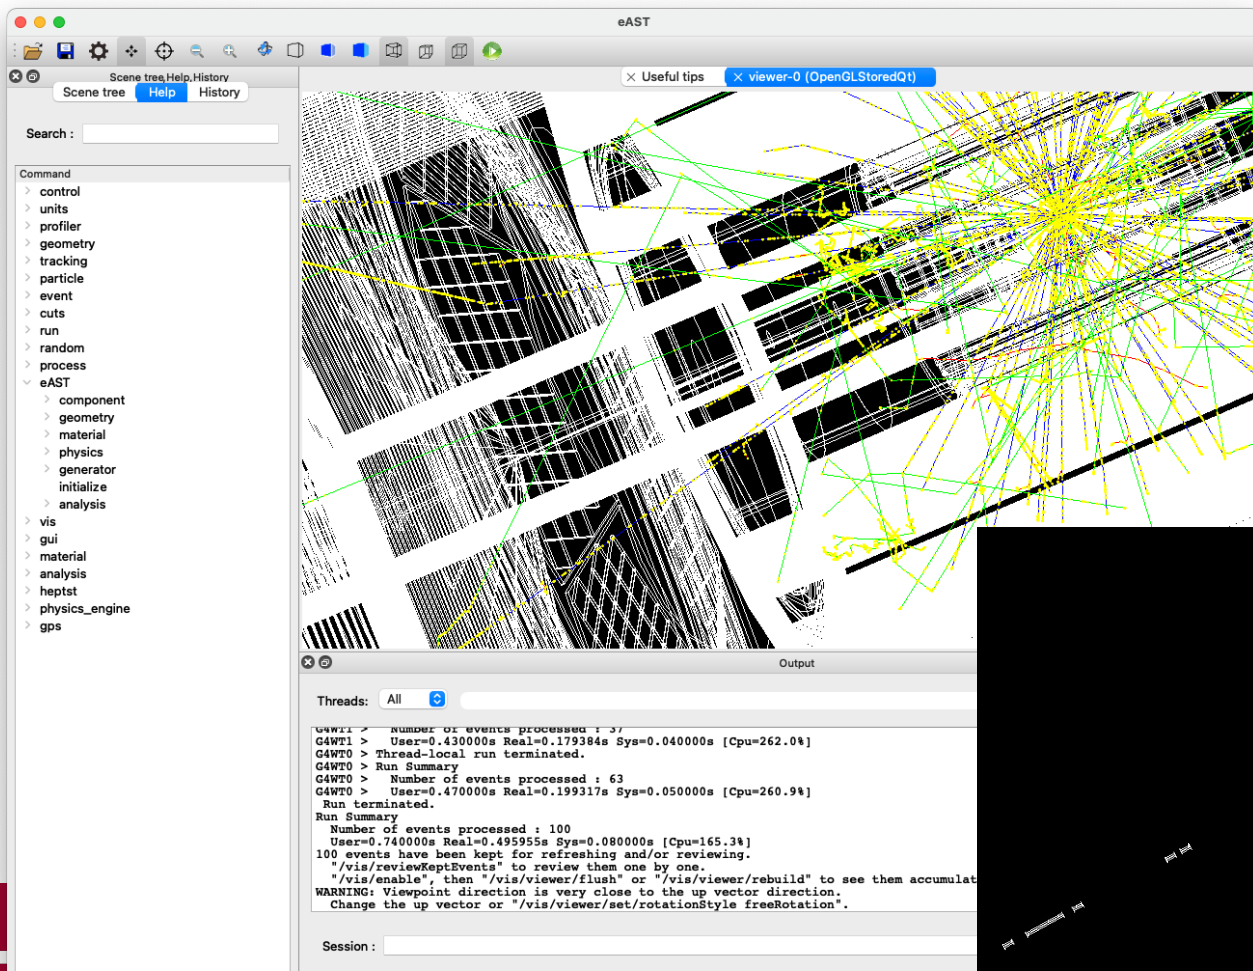 eAST
Scene tree,Help,History
Scene tree
Help
History
Useful tips
viewer-0 (OpenGLStoredQt)
Search :
Command
control
units
profiler
geometry
tracking
particle
event
cuts
run
random
process
eAST
component
geometry
material
physics
generator
initialize
analysis
vis
gui
material
analysis
heptst
physics_engine
gps
Output
Threads:
All
G4WT1 > Number of events processed : 37
G4WT1 > User=0.430000s Real=0.179384s Sys=0.040000s [Cpu=262.0%]
G4WT0 > Thread-local run terminated.
G4WT0 > Run Summary
G4WT0 > Number of events processed : 63
G4WT0 > User=0.470000s Real=0.199317s Sys=0.050000s [Cpu=260.9%]
Run terminated.
Run Summary
Number of events processed : 100
User=0.740000s Real=0.495955s Sys=0.080000s [Cpu=165.3%]
100 events have been kept for refreshing and/or reviewing.
"/vis/reviewKeptEvents" to review them one by one.
"/vis/enable", then "/vis/viewer/flush" or "/vis/viewer/rebuild" to see them accumulat
WARNING: Viewpoint direction is very close to the up vector direction.
Change the up vector or "/vis/viewer/set/rotationStyle freeRotation".
Session :